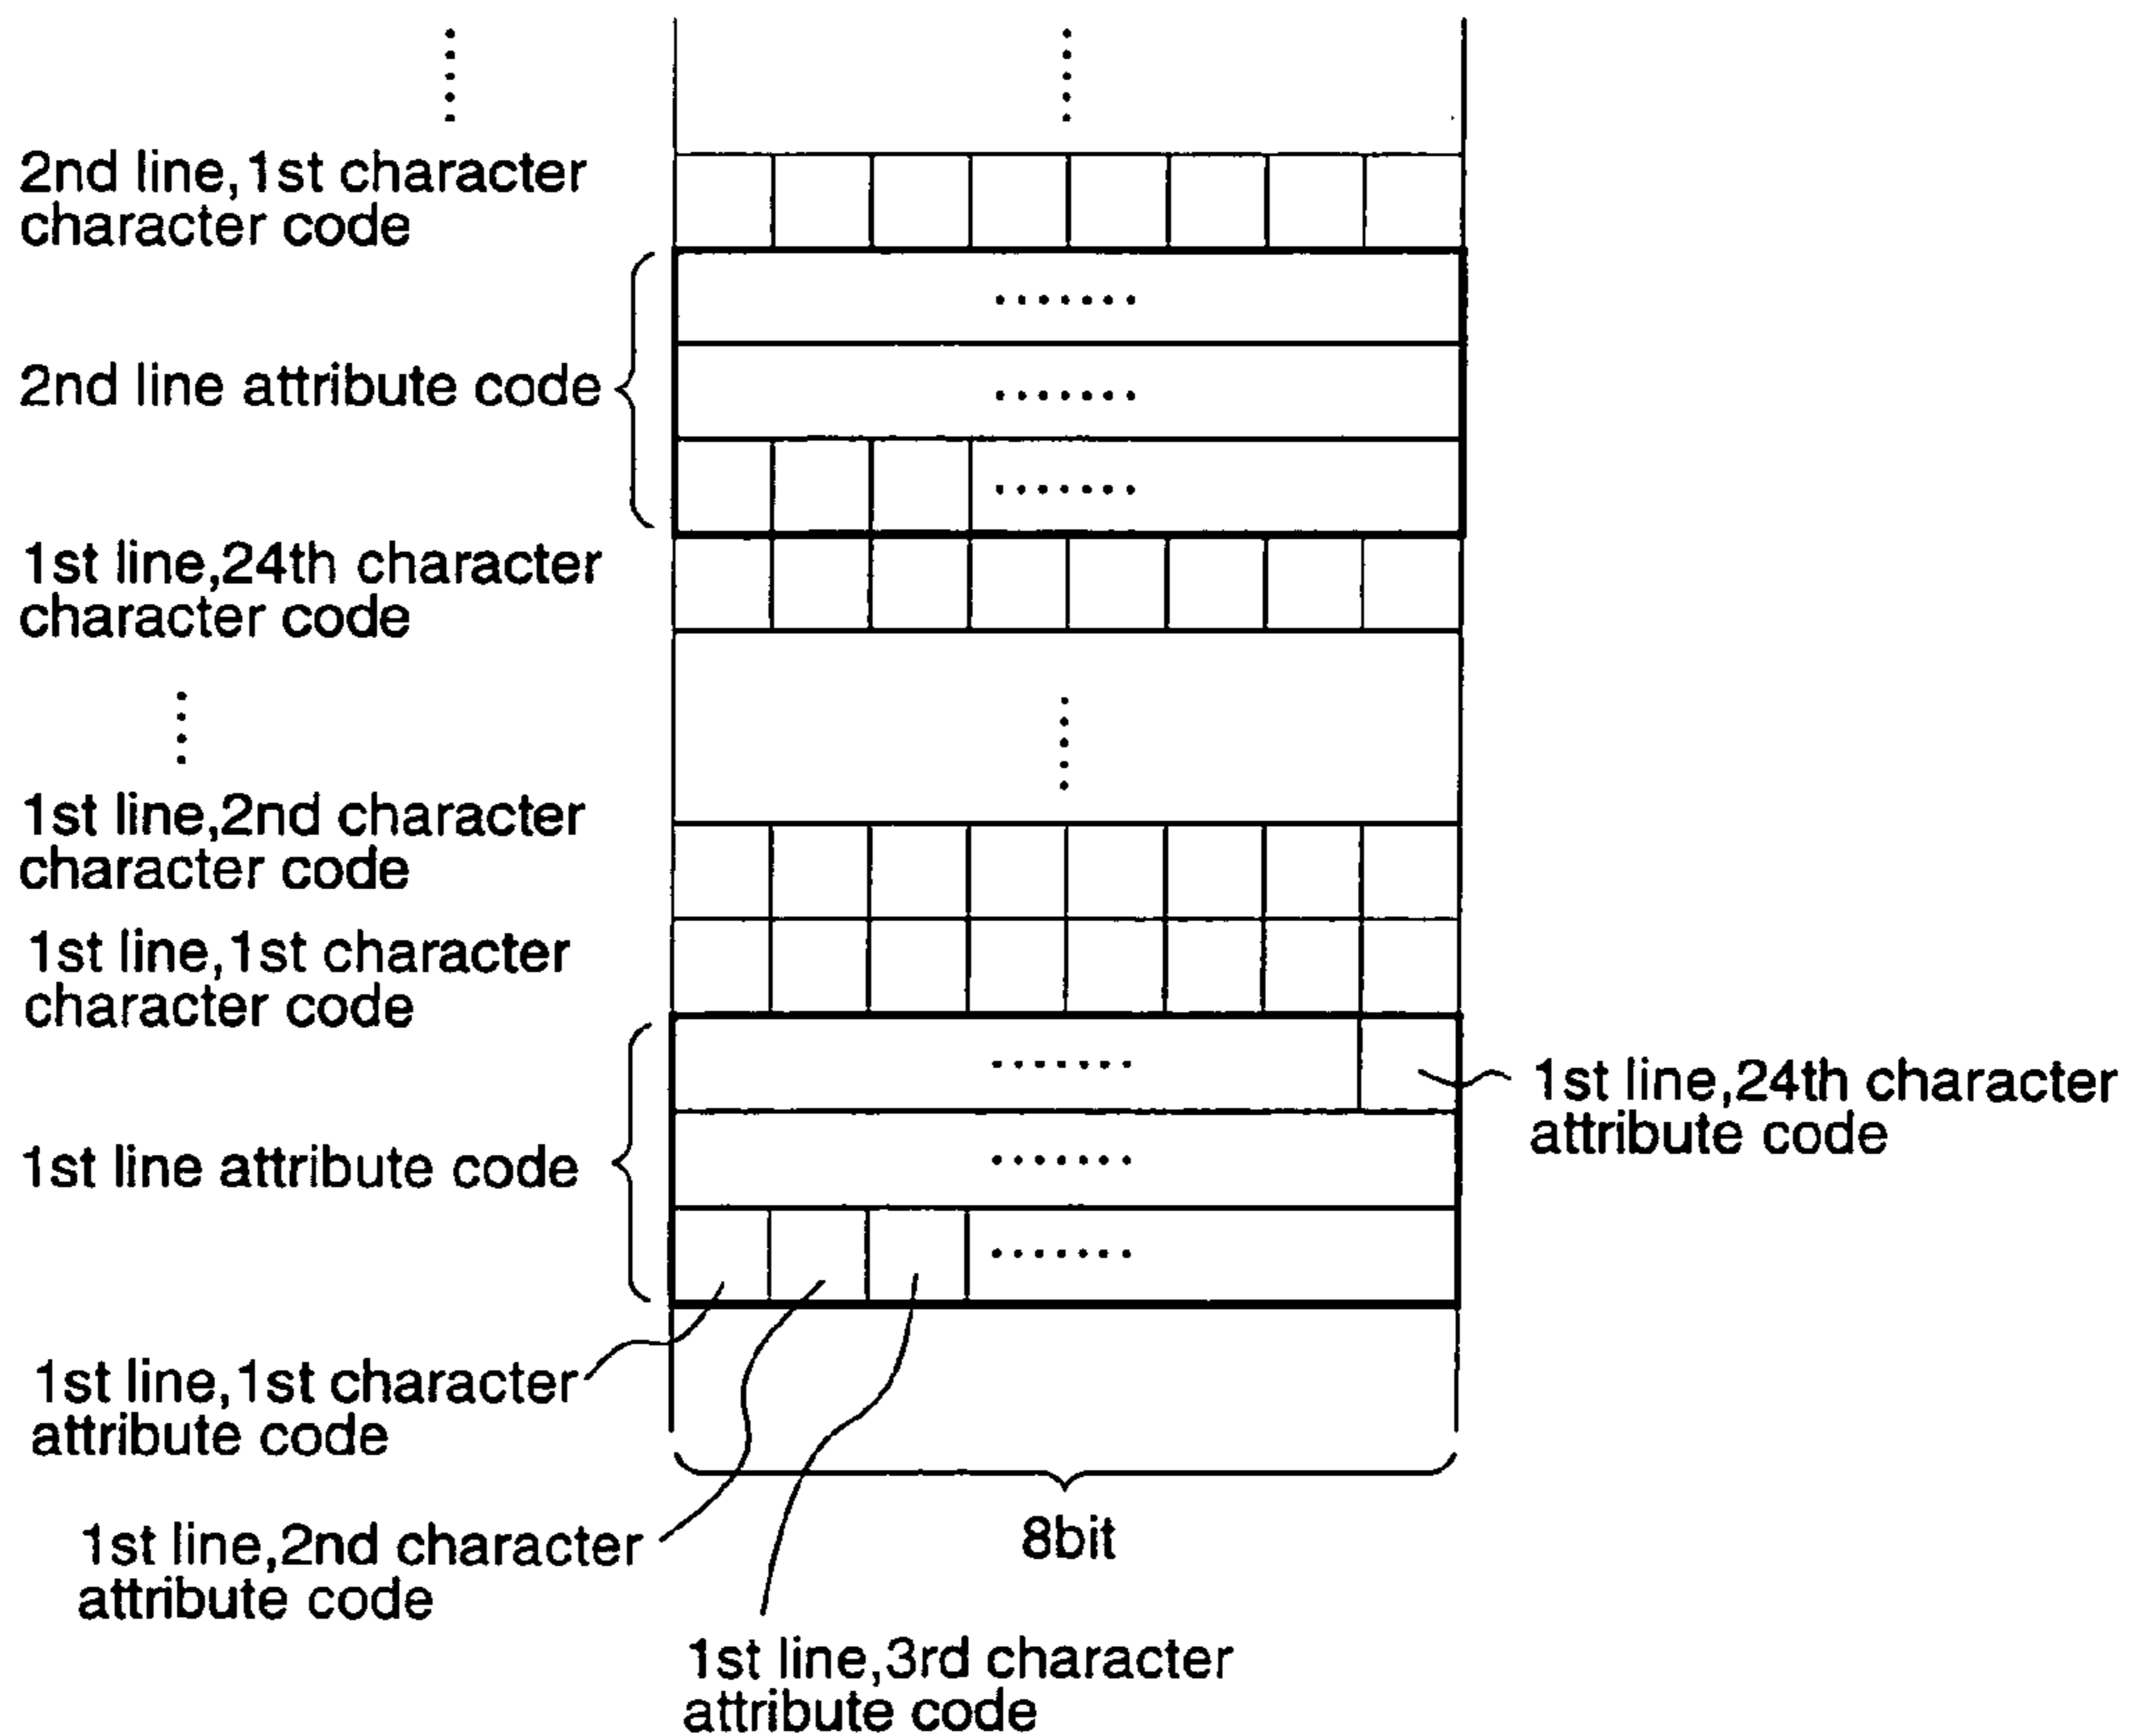 2nd line,1st character
character code
2nd line attribute code
1st line,24th character
character code
1st line,2nd character
character code
1st line,1st character
character code
1st line,24th character
attribute code
1st line attribute code
1st line,1st character
attribute code
1st line,2nd character
attribute code
8bit
1st line,3rd character
attribute code